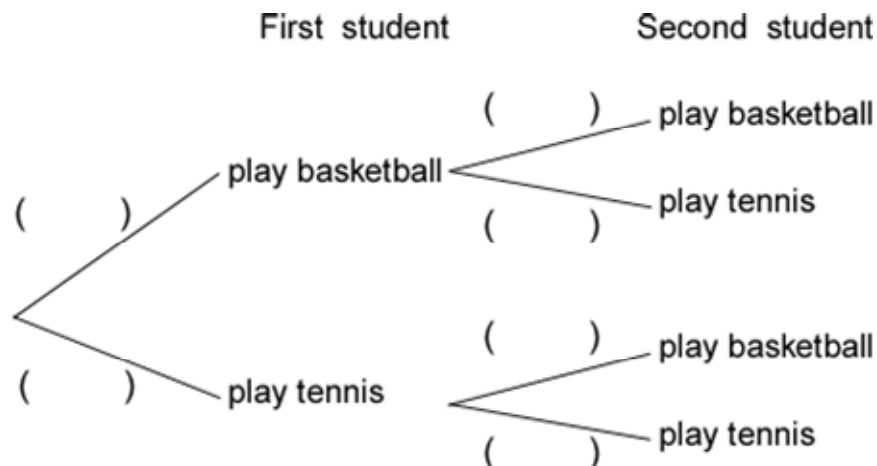 First student Second student
( ) play basketball
play basketball
( ) play tennis
( )
( ) play basketball
( ) play tennis
( ) play tennis